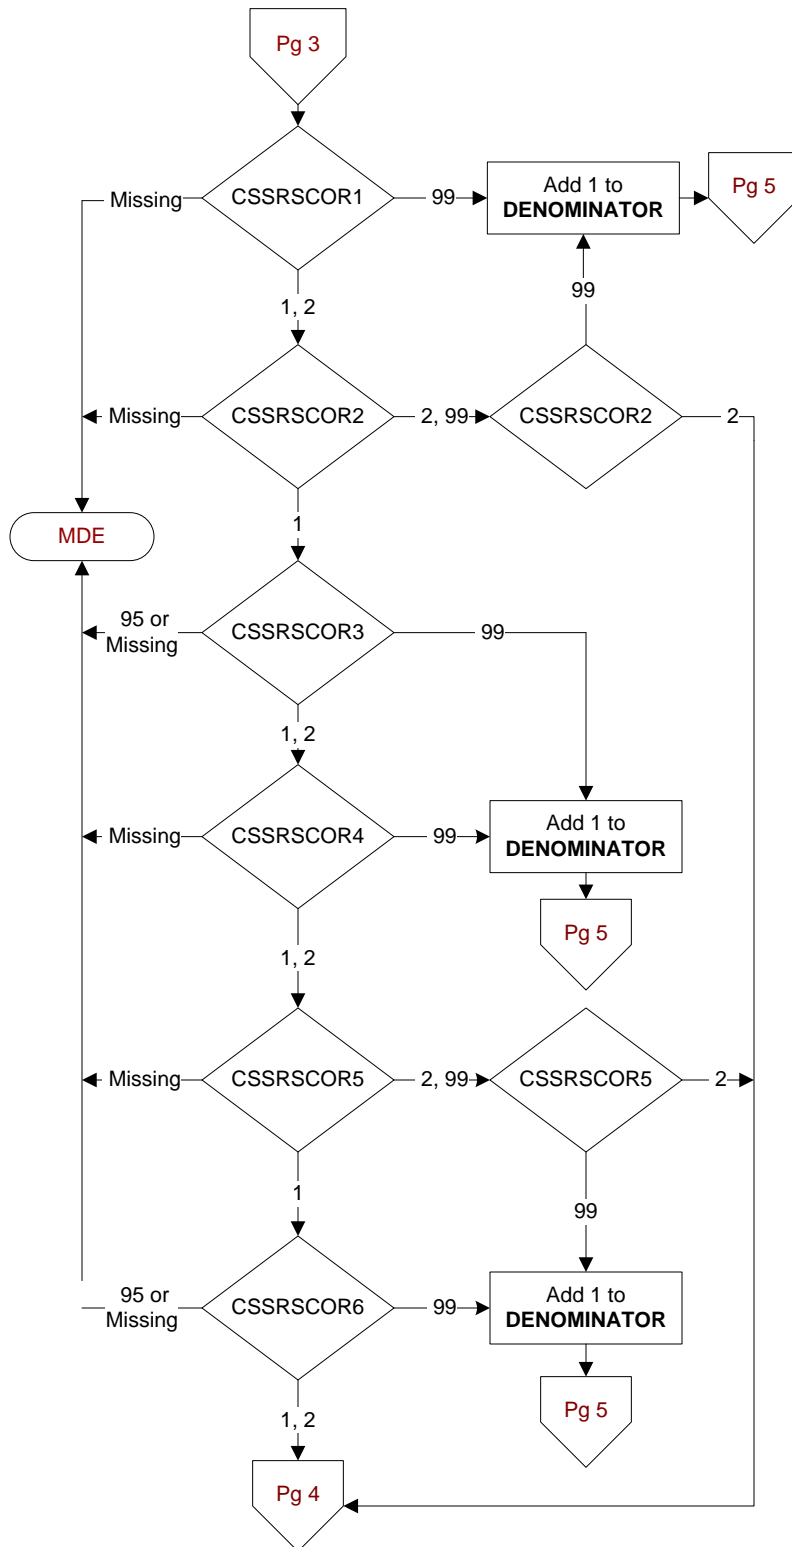 Pg 3
Missing
CSSRSCOR1
99
Add 1 to
DENOMINATOR
Pg 5
1, 2
99
Missing
CSSRSCOR2
2, 99
CSSRSCOR2
2
1
MDE
95 or
Missing
CSSRSCOR3
99
1, 2
Missing
CSSRSCOR4
99
Add 1 to
DENOMINATOR
Pg 5
1, 2
Missing
CSSRSCOR5
2, 99
CSSRSCOR5
2
1
99
95 or
Missing
CSSRSCOR6
99
Add 1 to
DENOMINATOR
Pg 5
1, 2
Pg 4